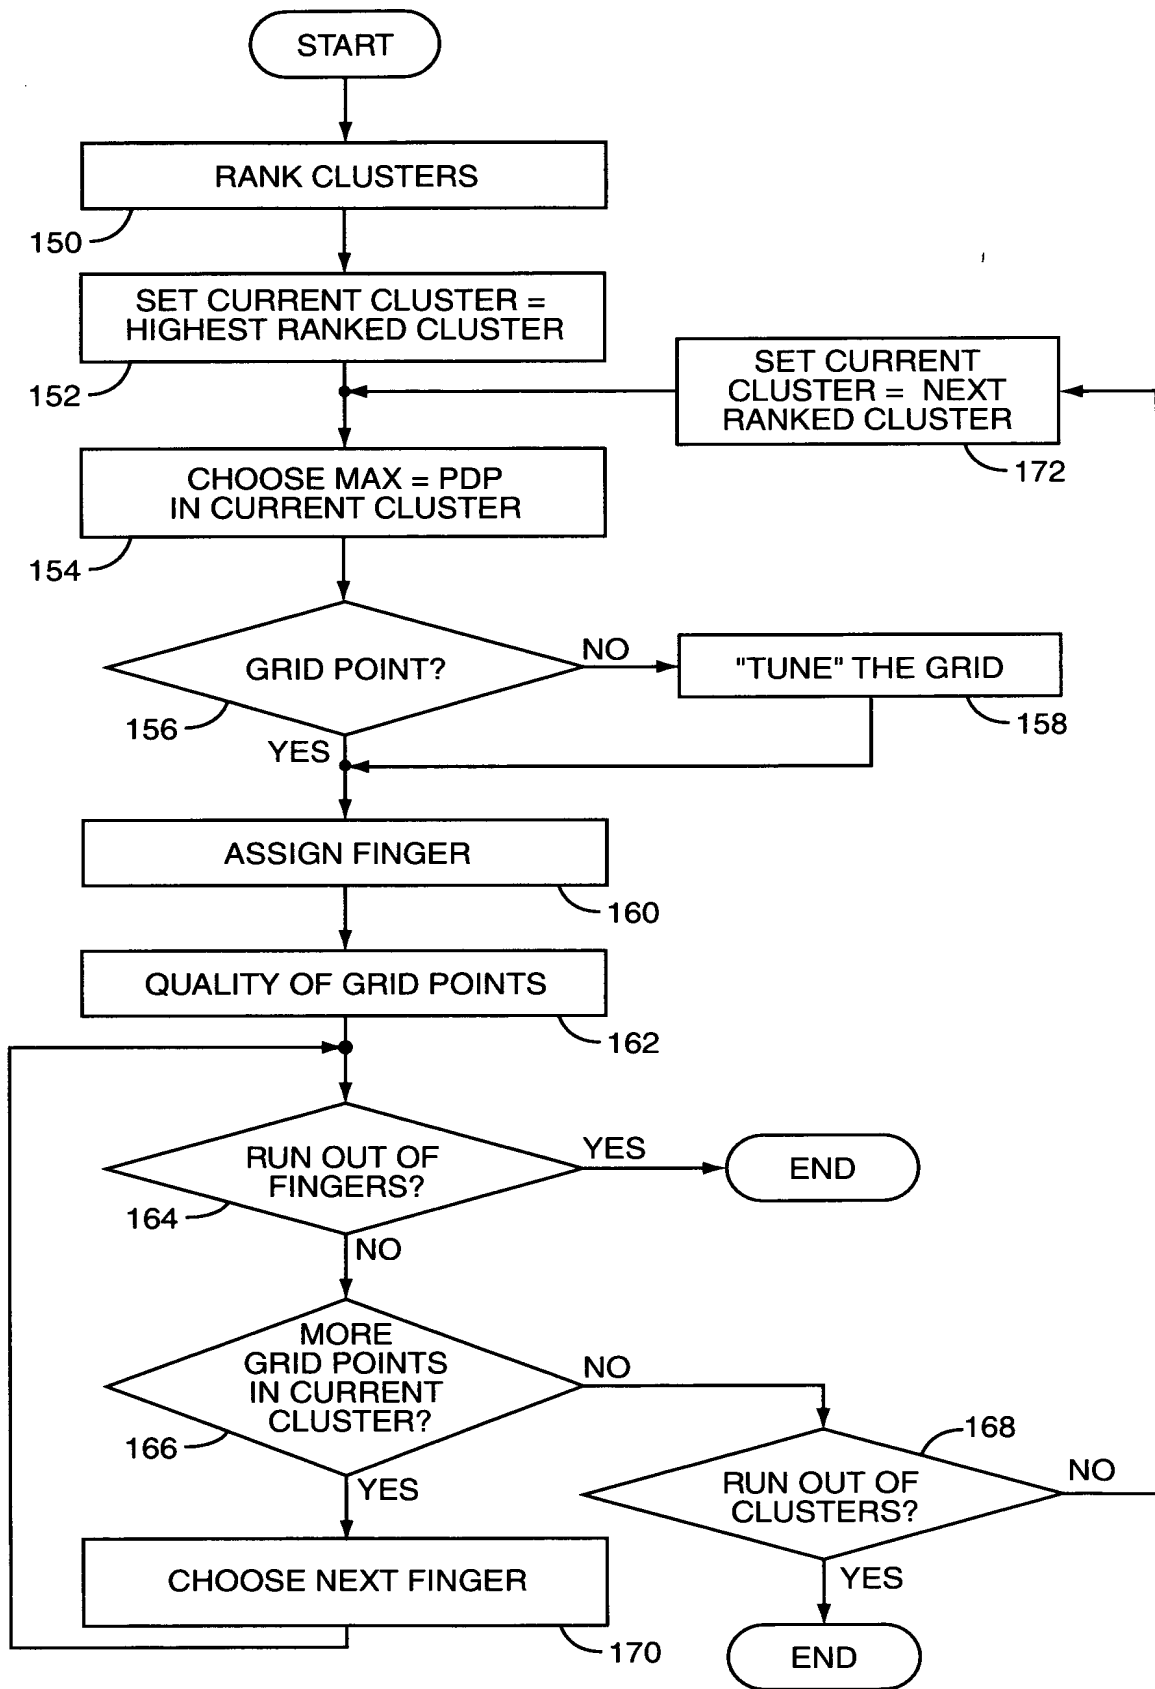 START
RANK CLUSTERS
150
SET CURRENT CLUSTER =
HIGHEST RANKED CLUSTER
152
SET CURRENT
CLUSTER = NEXT
RANKED CLUSTER
172
CHOOSE MAX = PDP
IN CURRENT CLUSTER
154
GRID POINT?
156
NO
YES
"TUNE" THE GRID
158
ASSIGN FINGER
160
QUALITY OF GRID POINTS
162
RUN OUT OF
FINGERS?
164
YES
END
NO
MORE
GRID POINTS
IN CURRENT
CLUSTER?
166
NO
YES
168
RUN OUT OF
CLUSTERS?
NO
YES
CHOOSE NEXT FINGER
170
END